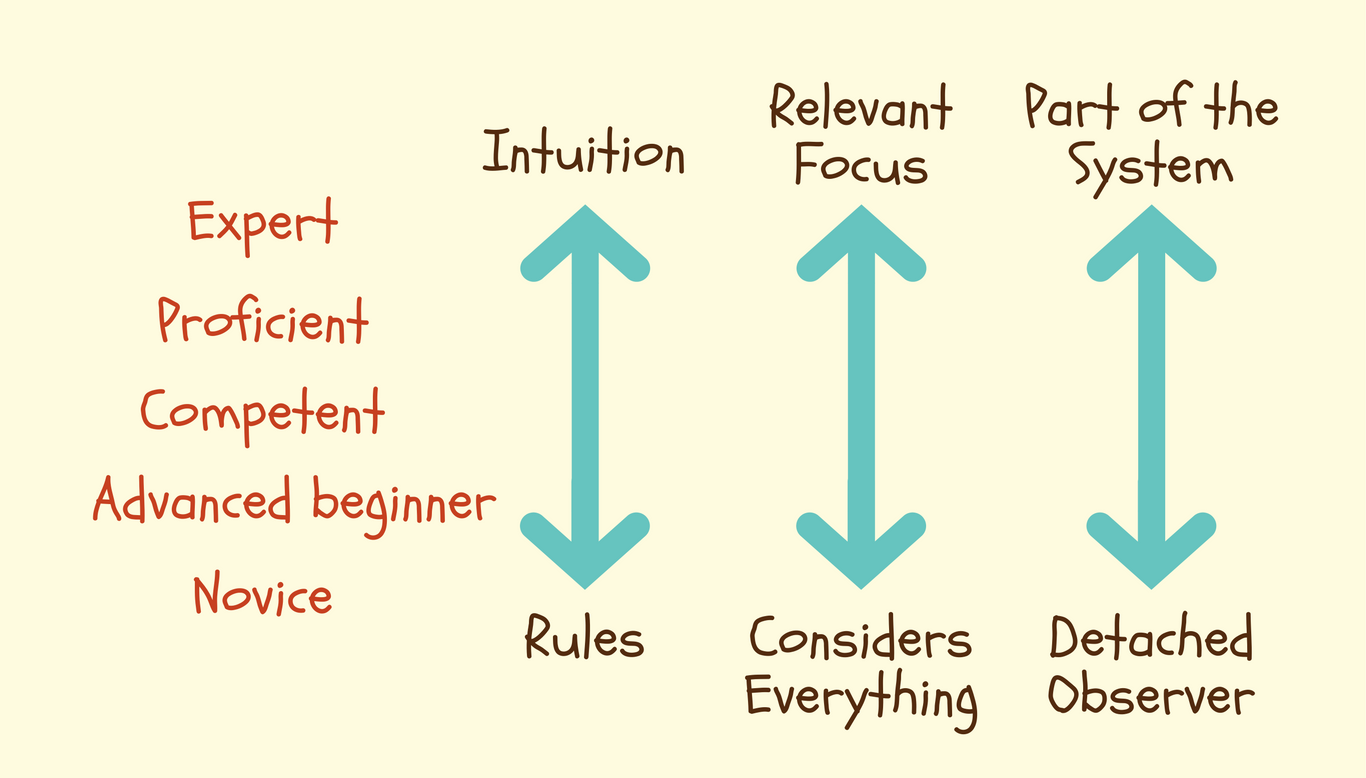 Expert
Proficient
Competent
Advanced beginner
Novice
Intuition
Rules
Relevant
Focus
Considers
Everything
Part of the
System
Detached
Observer